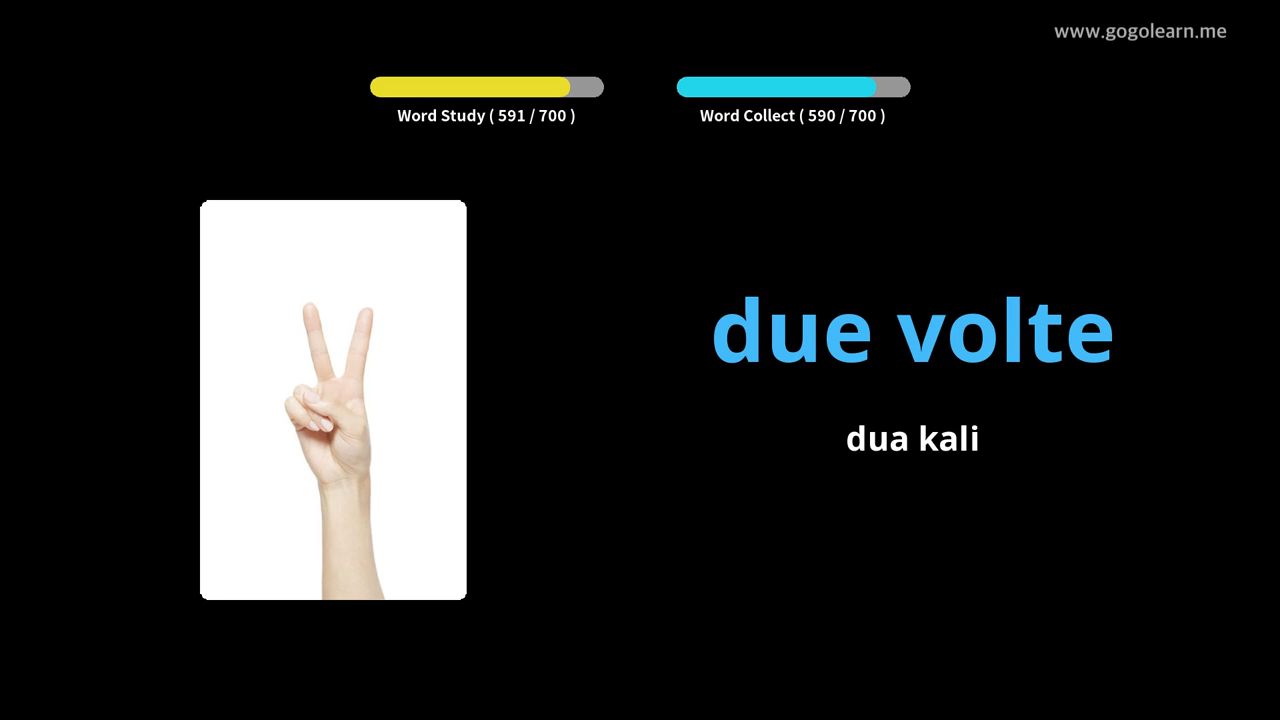 www.gogolearn.me
Word Study ( 591 / 700 )
Word Collect ( 590 / 700 )
due volte
dua kali